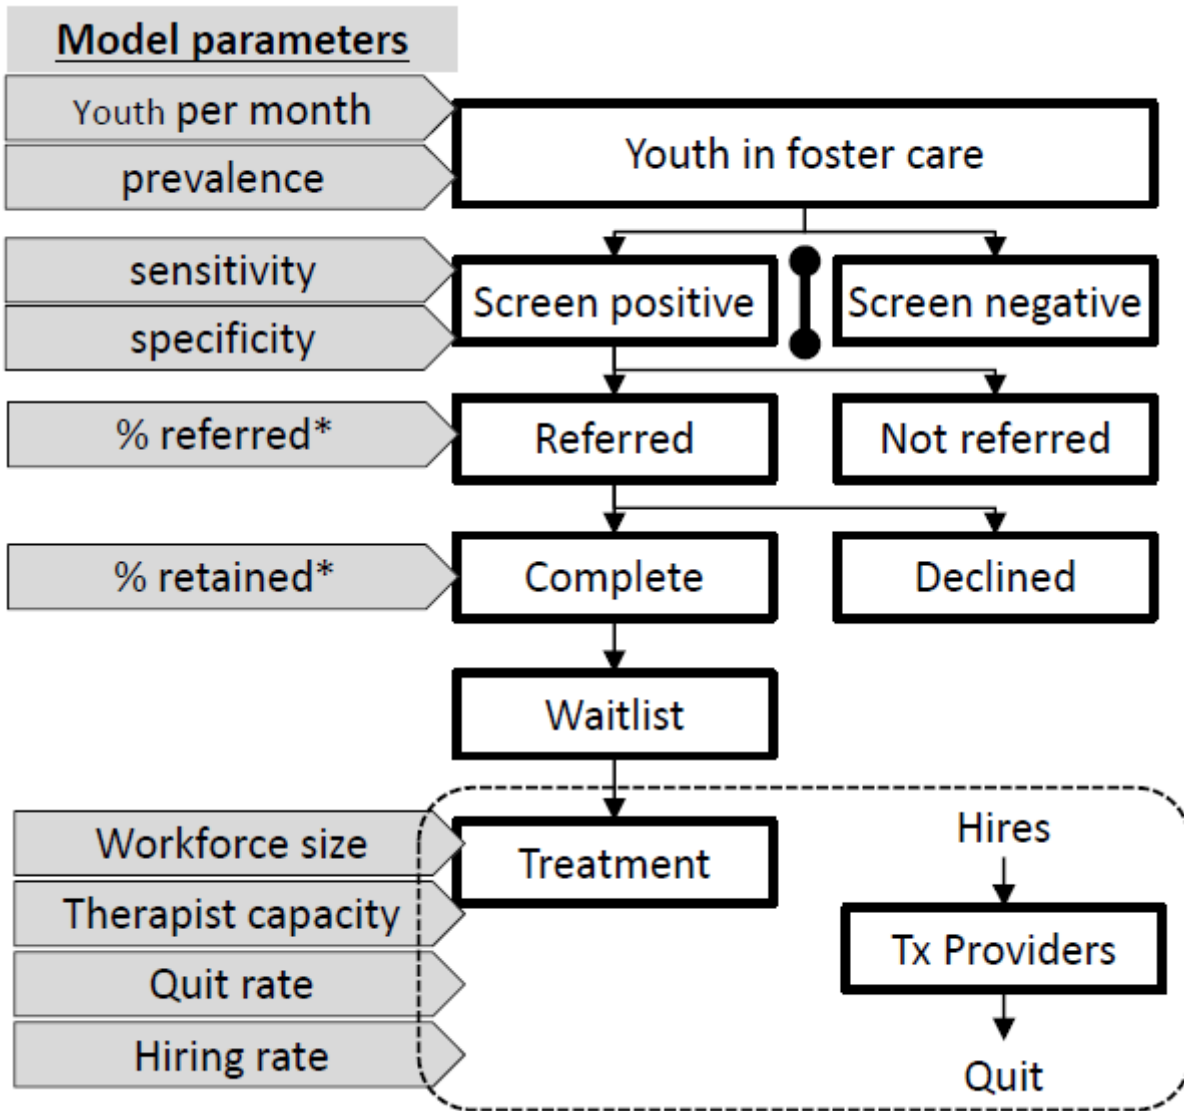 Model parameters
Youth per month
prevalence
Youth in foster care
sensitivity
specificity
Screen positive
Screen negative
% referred*
Referred
Not referred
% retained*
Complete
Declined
Waitlist
Workforce size
Therapist capacity
Quit rate
Hiring rate
Treatment
Hires
Tx Providers
Quit